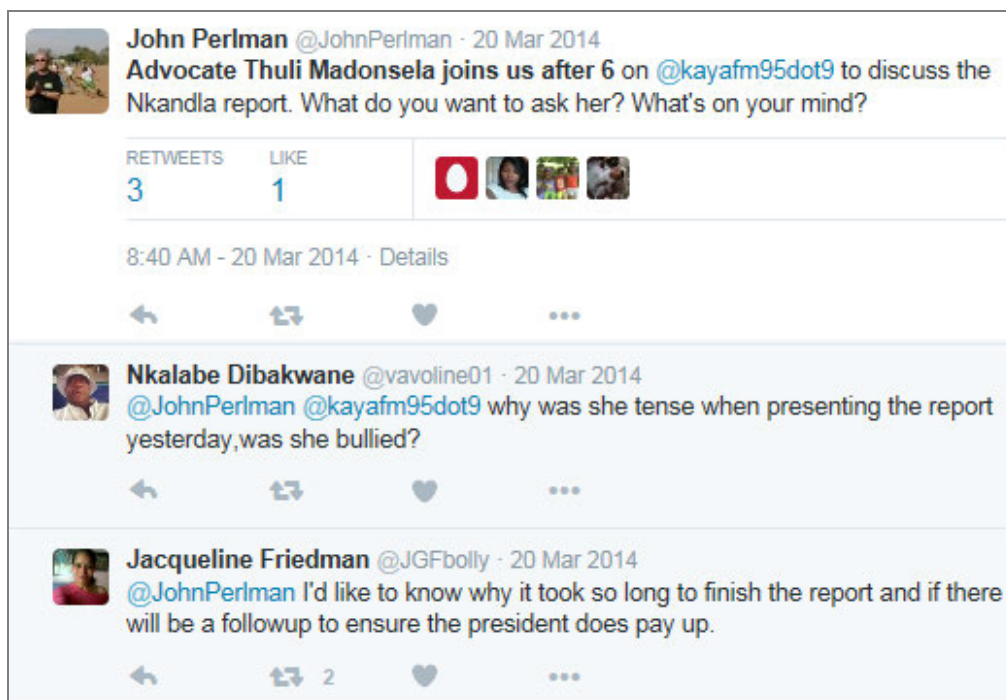 John Perlman @JohnPerlman · 20 Mar 2014
Advocate Thuli Madonsela joins us after 6 on @kayafm95dot9 to discuss the
Nkandla report. What do you want to ask her? What's on your mind?
RETWEETS LIKE
3 1
8:40 AM - 20 Mar 2014 · Details
Nkalabe Dibakwane @vavoline01 · 20 Mar 2014
@JohnPerlman @kayafm95dot9 why was she tense when presenting the report
yesterday,was she bullied?
Jacqueline Friedman @JGFbolly · 20 Mar 2014
@JohnPerlman I'd like to know why it took so long to finish the report and if there
will be a followup to ensure the president does pay up.
2